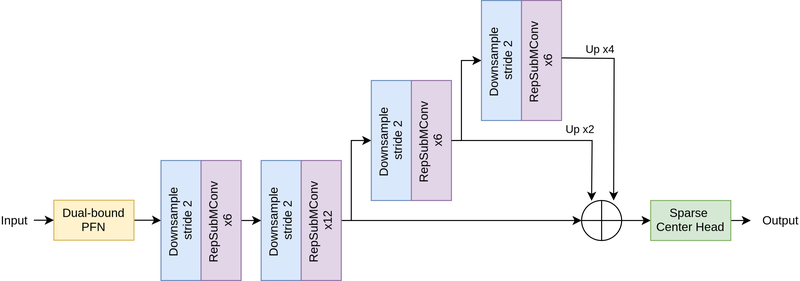 Input
Dual-bound
PFN
Downsample
stride 2
RepSubMConv
x6
Downsample
stride 2
RepSubMConv
x12
Downsample
stride 2
RepSubMConv
x6
Downsample
stride 2
RepSubMConv
x6
Up x4
Up x2
Sparse
Center Head
Output